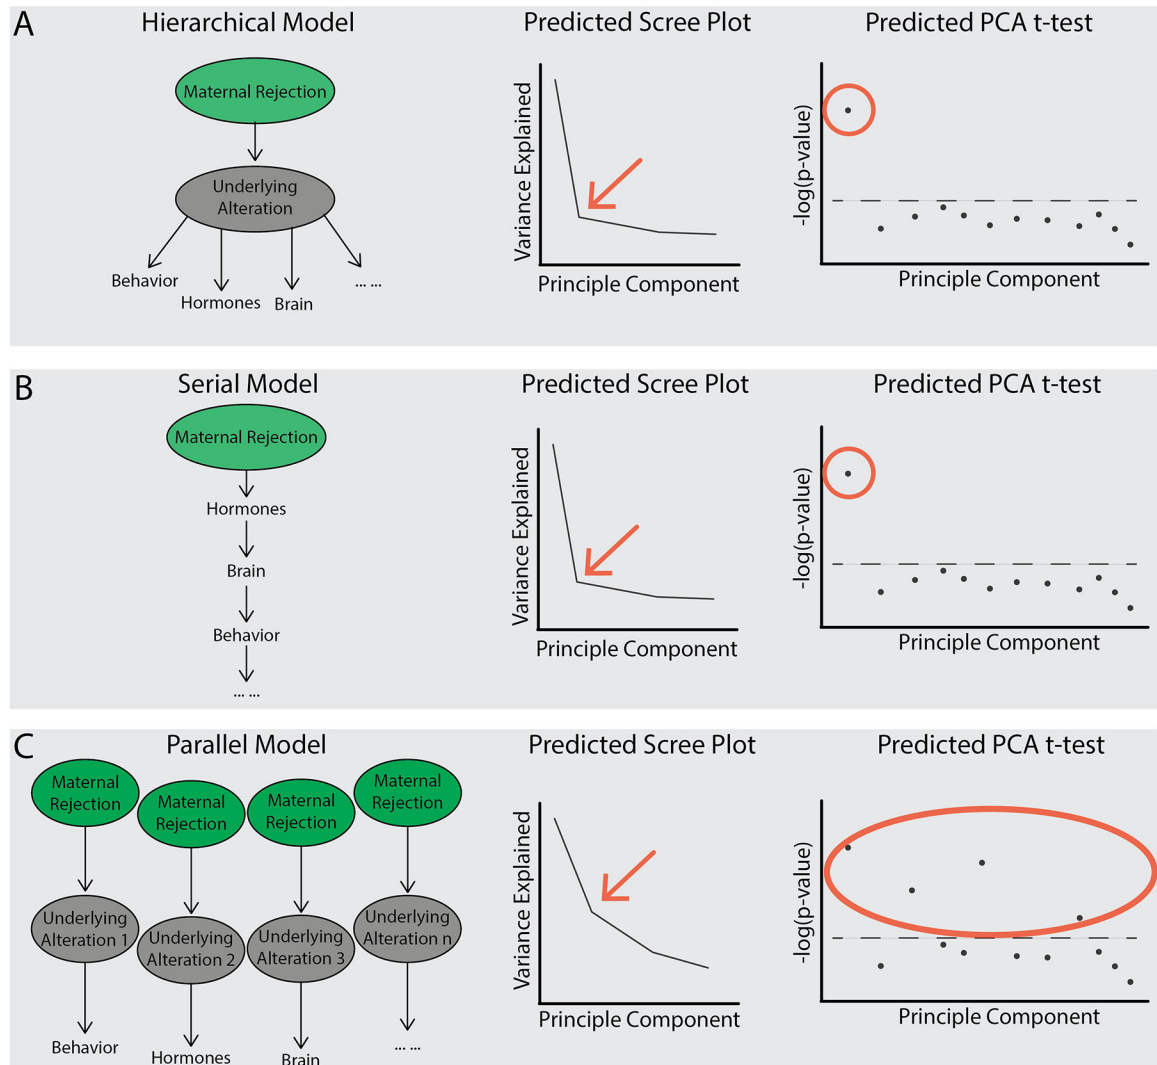 A
Hierarchical Model
Predicted Scree Plot
Predicted PCA t-test
Maternal Rejection
Underlying
Alteration
Behavior
Hormones
Brain
... ...
Variance Explained
Principle Component
-log(p-value)
Principle Component
B
Serial Model
Predicted Scree Plot
Predicted PCA t-test
Maternal Rejection
Hormones
Brain
Behavior
... ...
Variance Explained
Principle Component
-log(p-value)
Principle Component
C
Parallel Model
Predicted Scree Plot
Predicted PCA t-test
Maternal
Rejection
Maternal
Rejection
Maternal
Rejection
Maternal
Rejection
Underlying
Alteration 1
Underlying
Alteration 2
Underlying
Alteration 3
Underlying
Alteration n
Behavior
Hormones
Brain
... ...
Variance Explained
Principle Component
-log(p-value)
Principle Component